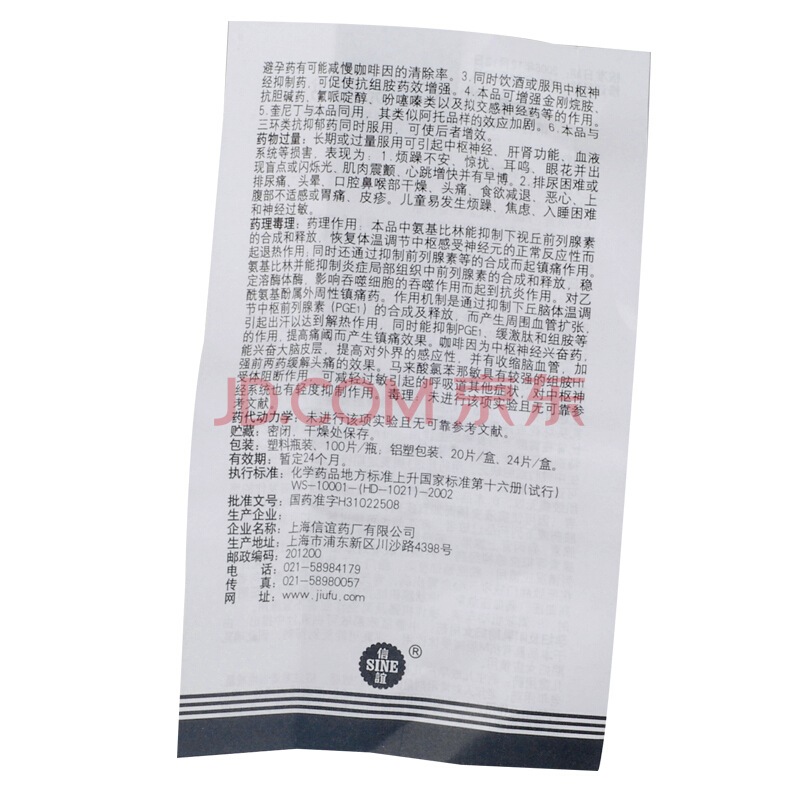 避孕药有可能减慢咖啡因的清除率。3.同时饮酒或服用中枢神
经抑制药，可促使抗组胺药效增强。4.本品可增强金刚烷胺、
抗胆碱药，氟哌啶醇、吩噻嗪类以及拟交感神经药等的作用。
5.奎尼丁与本品同用，其类似阿托品样的效应加剧。6.本品与
三环类抗抑郁药同时服用，可使后者增效。
药物过量：长期或过量服用可引起中枢神经、肝肾功能、血液
系统等损害，表现为：1.烦躁不安、惊扰、耳鸣、眼花并出
现盲点或闪烁光、肌肉震颤、心跳增快并有早搏。2.排尿困难或
排尿痛、头晕、口腔鼻喉部干燥、头痛、食欲减退、恶心、上
腹部不适感或胃痛、皮疹。儿童易发生烦躁、焦虑、入睡困难
和神经过敏。
药理毒理：药理作用：本品中氨基比林能抑制下视丘前列腺素
的合成和释放，恢复体温调节中枢感受神经元的正常反应性而
起退热作用，同时还通过抑制前列腺素等的合成而起镇痛作用。
氨基比林并能抑制炎症局部组织中前列腺素的合成和释放，稳
定溶酶体酶，影响吞噬细胞的吞噬作用而起到抗炎作用。对乙
酰氨基酚属外周性镇痛药。作用机制是通过抑制下丘脑体温调
节中枢前列腺素（PGE1）的合成及释放，而产生周围血管扩张，
引起出汗以达到解热作用，同时能抑制PGE1、缓激肽和组胺等
的作用，提高痛阈而产生镇痛效果。咖啡因为中枢神经兴奋药，
能兴奋大脑皮层，提高对外界的感应性，并有收缩脑血管，加
强前两药缓解头痛的效果。马来酸氯苯那敏具有较强的组胺H1
受体阻断作用，可减轻过敏引起的呼吸道其他症状，对中枢神
经系统也有轻度抑制作用。毒理：未进行该项实验且无可靠参
考文献。
药代动力学：未进行该项实验且无可靠参考文献。
贮藏：密闭，干燥处保存。
包装：塑料瓶装，100片/瓶；铝塑包装，20片/盒、24片/盒。
有效期：暂定24个月。
执行标准：化学药品地方标准上升国家标准第十六册(试行)
WS-10001-(HD-1021)-2002
批准文号：国药准字H31022508
生产企业：
企业名称：上海信谊药厂有限公司
生产地址：上海市浦东新区川沙路4398号
邮政编码：201200
电　　话：021-58984179
传　　真：021-58980057
网　　址：www.jiufu.com
信
SINE ®
誼
JD.COM 京东